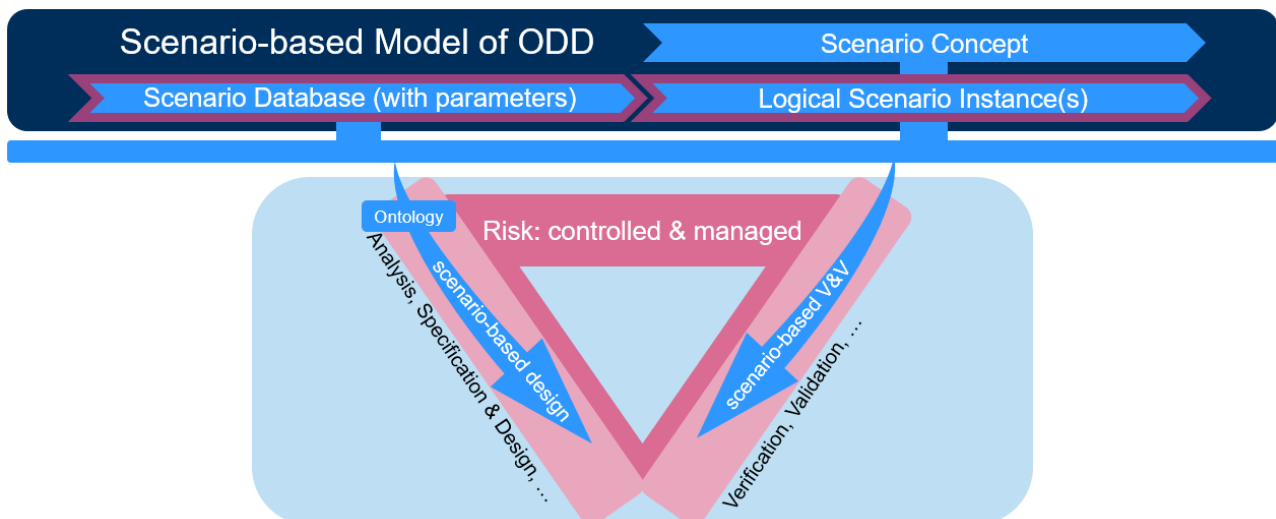 Scenario-based Model of ODD
Scenario Concept
Scenario Database (with parameters)
Logical Scenario Instance(s)
Ontology
Risk: controlled & managed
scenario-based design
scenario-based V&V
Analysis, Specification & Design, ...
Verification, Validation, ...